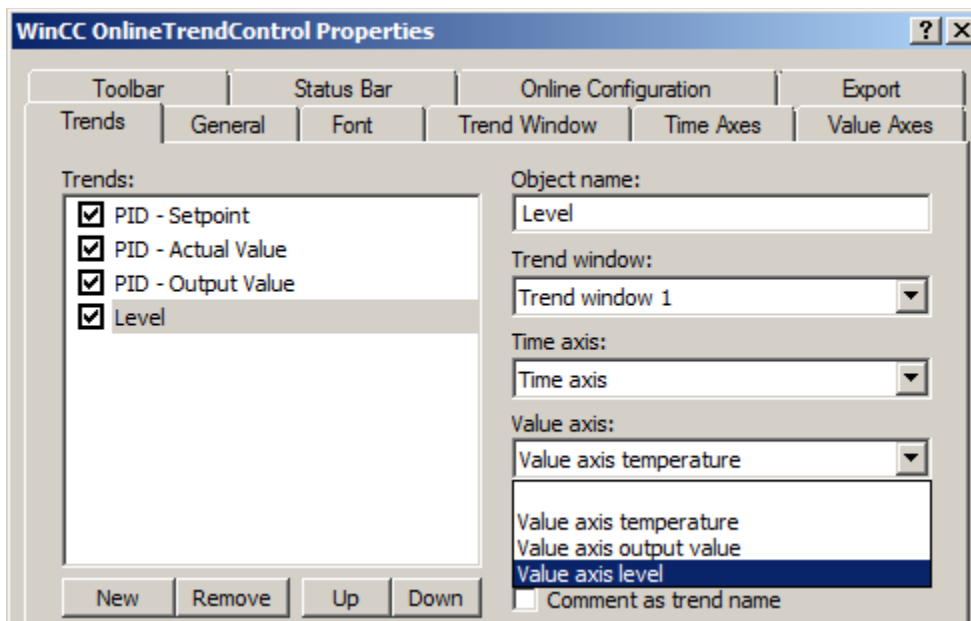 WinCC OnlineTrendControl Properties
Toolbar Status Bar Online Configuration Export
Trends General Font Trend Window Time Axes Value Axes
Trends:
PID - Setpoint
PID - Actual Value
PID - Output Value
Level
New Remove Up Down
Object name:
Level
Trend window:
Trend window 1
Time axis:
Time axis
Value axis:
Value axis temperature
Value axis temperature
Value axis output value
Value axis level
Comment as trend name